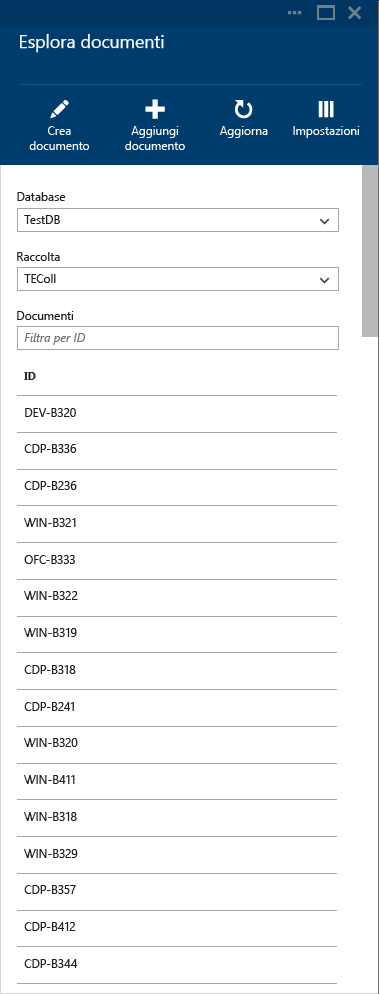 Esplora documenti
Crea documento
Aggiungi documento
Aggiorna
Impostazioni
Database
TestDB
Raccolta
TEColl
Documenti
Filtra per ID
ID
DEV-B320
CDP-B336
CDP-B236
WIN-B321
OFC-B333
WIN-B322
WIN-B319
CDP-B318
CDP-B241
WIN-B320
WIN-B411
WIN-B318
WIN-B329
CDP-B357
CDP-B412
CDP-B344